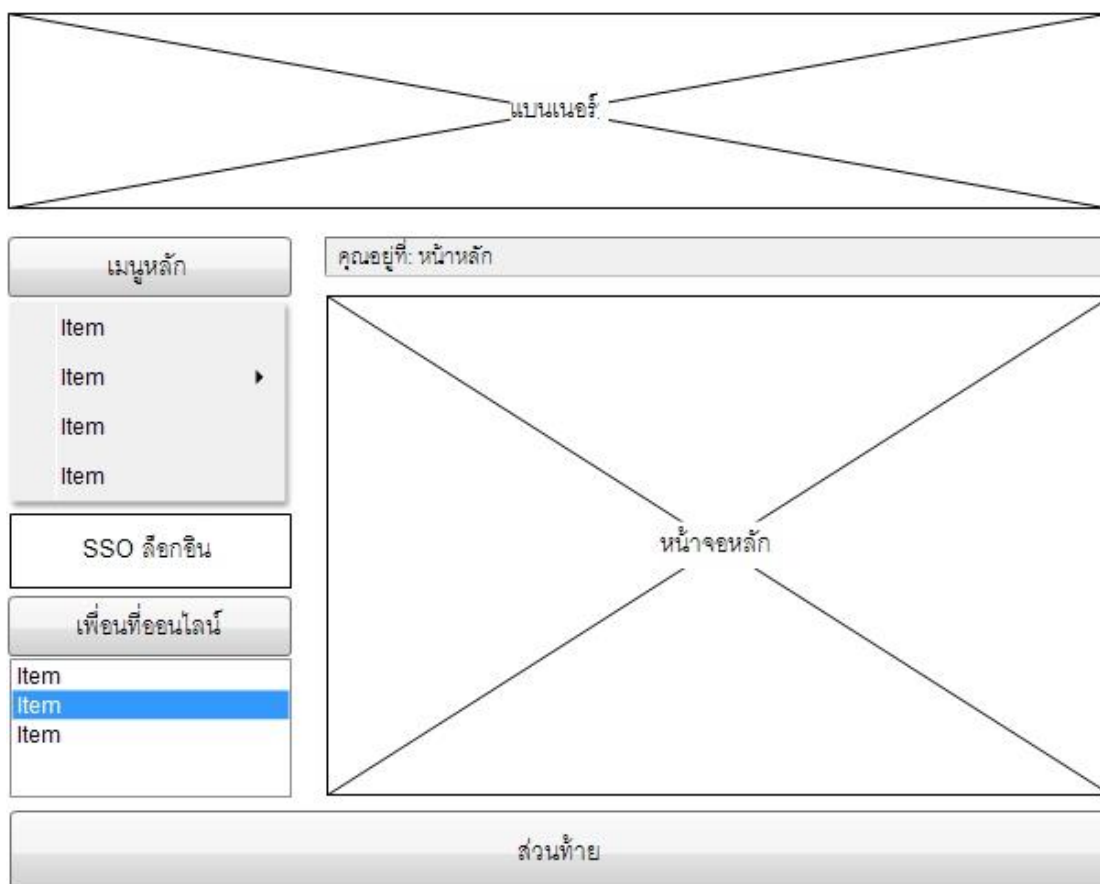 แบนเนอร์
เมนูหลัก
Item
Item
Item
Item
SSO ล็อกอิน
เพื่อนที่ออนไลน์
Item
Item
Item
คุณอยู่ที่: หน้าหลัก
หน้าจอหลัก
ส่วนท้าย